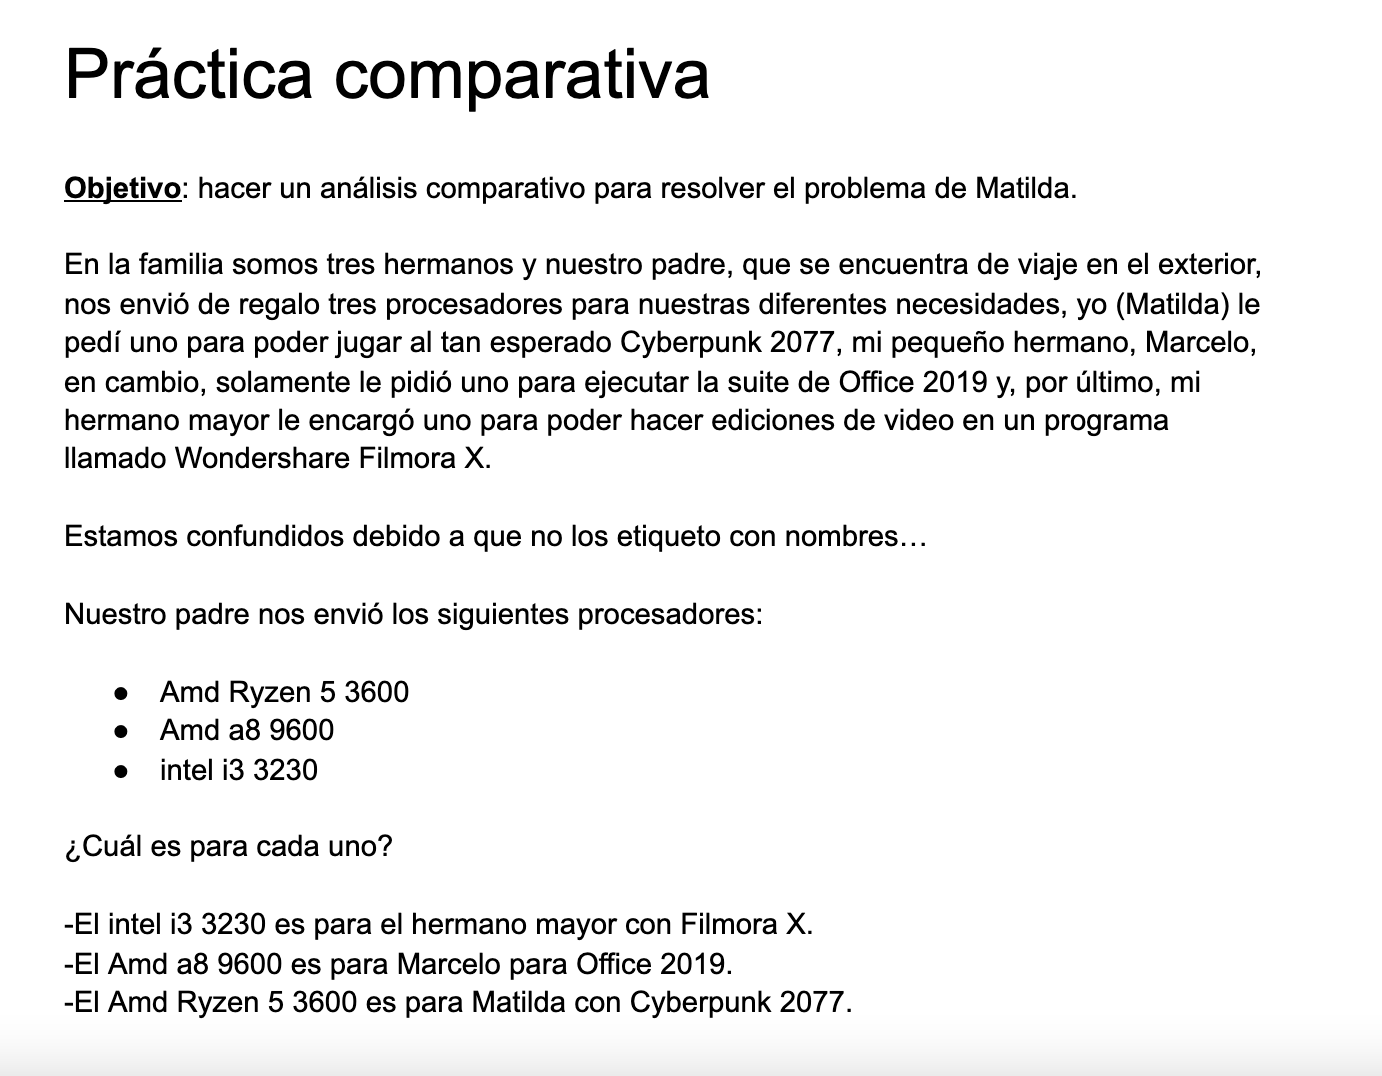 Práctica comparativa
Objetivo: hacer un análisis comparativo para resolver el problema de Matilda.
En la familia somos tres hermanos y nuestro padre, que se encuentra de viaje en el exterior,
nos envió de regalo tres procesadores para nuestras diferentes necesidades, yo (Matilda) le
pedí uno para poder jugar al tan esperado Cyberpunk 2077, mi pequeño hermano, Marcelo,
en cambio, solamente le pidió uno para ejecutar la suite de Office 2019 y, por último, mi
hermano mayor le encargó uno para poder hacer ediciones de video en un programa
llamado Wondershare Filmora X.
Estamos confundidos debido a que no los etiqueto con nombres…
Nuestro padre nos envió los siguientes procesadores:
● Amd Ryzen 5 3600
● Amd a8 9600
● intel i3 3230
¿Cuál es para cada uno?
-El intel i3 3230 es para el hermano mayor con Filmora X.
-El Amd a8 9600 es para Marcelo para Office 2019.
-El Amd Ryzen 5 3600 es para Matilda con Cyberpunk 2077.